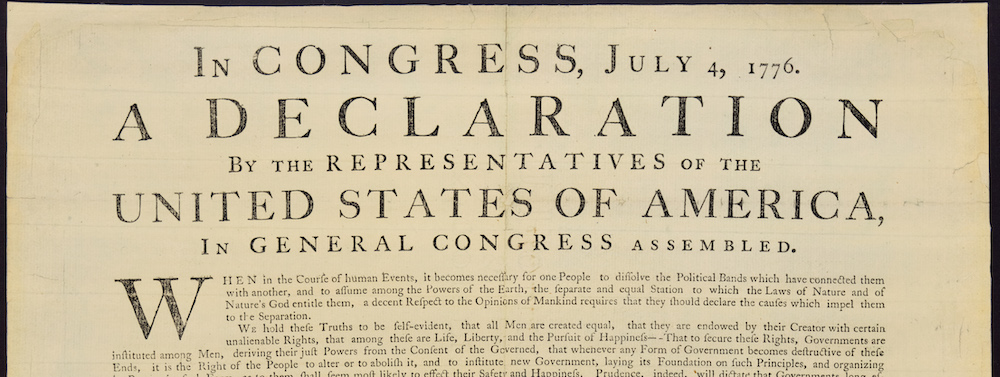 In CONGRESS, July 4, 1776.
A DECLARATION
By the REPRESENTATIVES of the
UNITED STATES OF AMERICA,
In GENERAL CONGRESS assembled.
WHEN in the Courſe of human Events, it becomes neceſſary for one People to diſſolve the Political Bands which have connected them
with another, and to aſſume among the Powers of the Earth, the ſeparate and equal Station to which the Laws of Nature and of
Nature's God entitle them, a decent Reſpect to the Opinions of Mankind requires that they ſhould declare the cauſes which impel them
to the Separation.
We hold theſe Truths to be ſelf-evident, that all Men are created equal, that they are endowed by their Creator with certain
unalienable Rights, that among theſe are Life, Liberty, and the Purſuit of Happineſs--That to ſecure theſe Rights, Governments are
inſtituted among Men, deriving their juſt Powers from the Conſent of the Governed, that whenever any Form of Government becomes deſtructive of theſe
Ends, it is the Right of the People to alter or to aboliſh it, and to inſtitute new Government, laying its Foundation on ſuch Principles, and organizing
to them ſhall ſeem moſt likely to effect their Safety and Happineſs. Prudence, indeed, will dictate that Governments long